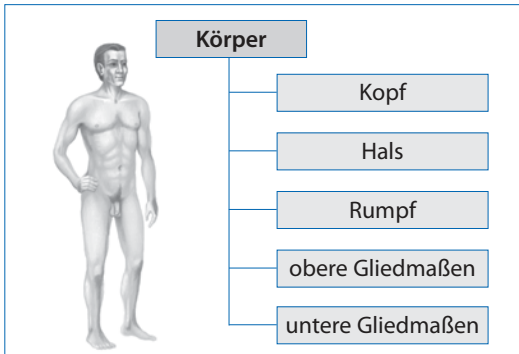 Körper
Kopf
Hals
Rumpf
obere Gliedmaßen
untere Gliedmaßen